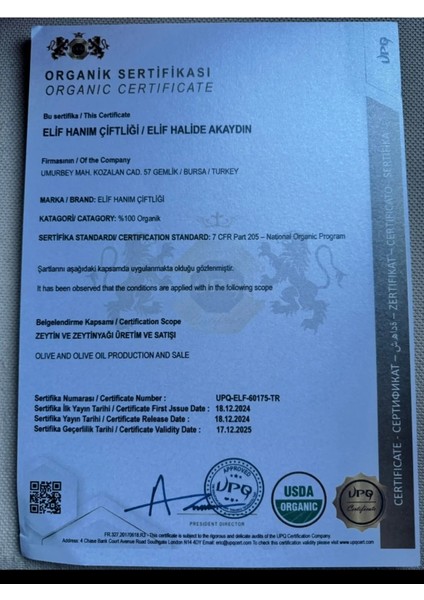 ORGANİK SERTİFİKASI
ORGANIC CERTIFICATE
Bu sertifika / This Certificate
ELİF HANIM ÇİFTLİĞİ / ELİF HALİDE AKAYDIN
Firmasının / Of the Company
UMURBEY MAH. KOZALAN CAD. 57 GEMLİK / BURSA / TURKEY
MARKA / BRAND: ELİF HANIM ÇİFTLİĞİ
KATAGORİ/ CATAGORY: %100 Organik
SERTİFİKA STANDARDI/ CERTIFICATION STANDARD: 7 CFR Part 205 – National Organic Program
Şartlarını aşağıdaki kapsamda uygulanmakta olduğu gözlenmiştir.
It has been observed that the conditions are applied with in the following scope
Belgelendirme Kapsamı / Certification Scope
ZEYTİN VE ZEYTİNYAĞI ÜRETİM VE SATIŞI
OLIVE AND OLIVE OIL PRODUCTION AND SALE
Sertifika Numarası / Certificate Number : UPQ-ELF-60175-TR
Sertifika İlk Yayın Tarihi / Certificate First Jssue Date : 18.12.2024
Sertifika Yayın Tarihi / Certificate Release Date : 18.12.2024
Sertifika Geçerlilik Tarihi / Certificate Validity Date : 17.12.2025
PRESIDENT DIRECTOR
APPROVED
UPQ
USDA
ORGANIC
UPQ
Certificate
UPQ
CERTIFICATE - СЕРТИФИКАТ – گواهینامه – ZERTIFIKAT – CERTIFICATO - SERTİFİKA